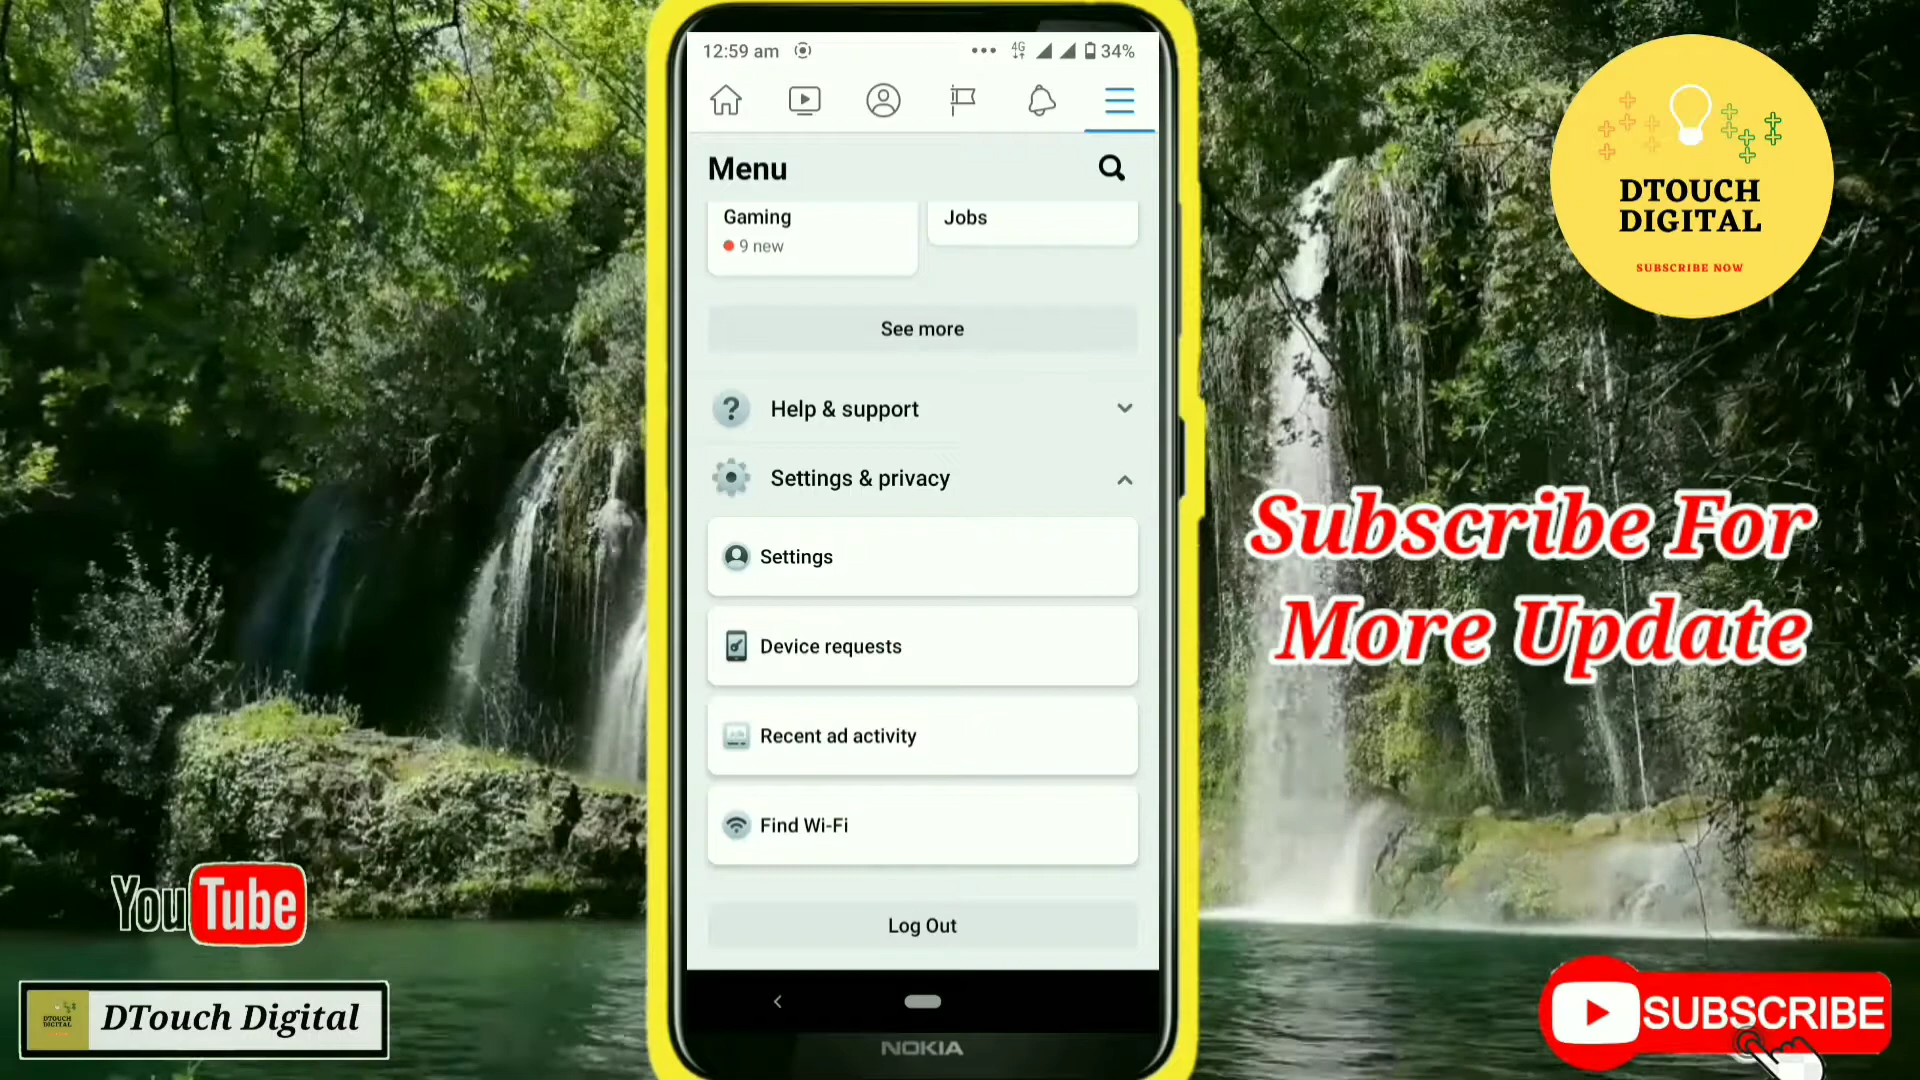 12:59 am
4G
34%
Menu
Gaming
9 new
Jobs
See more
Help & support
Settings & privacy
Settings
Device requests
Recent ad activity
Find Wi-Fi
Log Out
NOKIA
DTOUCH
DIGITAL
SUBSCRIBE NOW
Subscribe For
More Update
YouTube
DTOUCH
DIGITAL
DTouch Digital
SUBSCRIBE